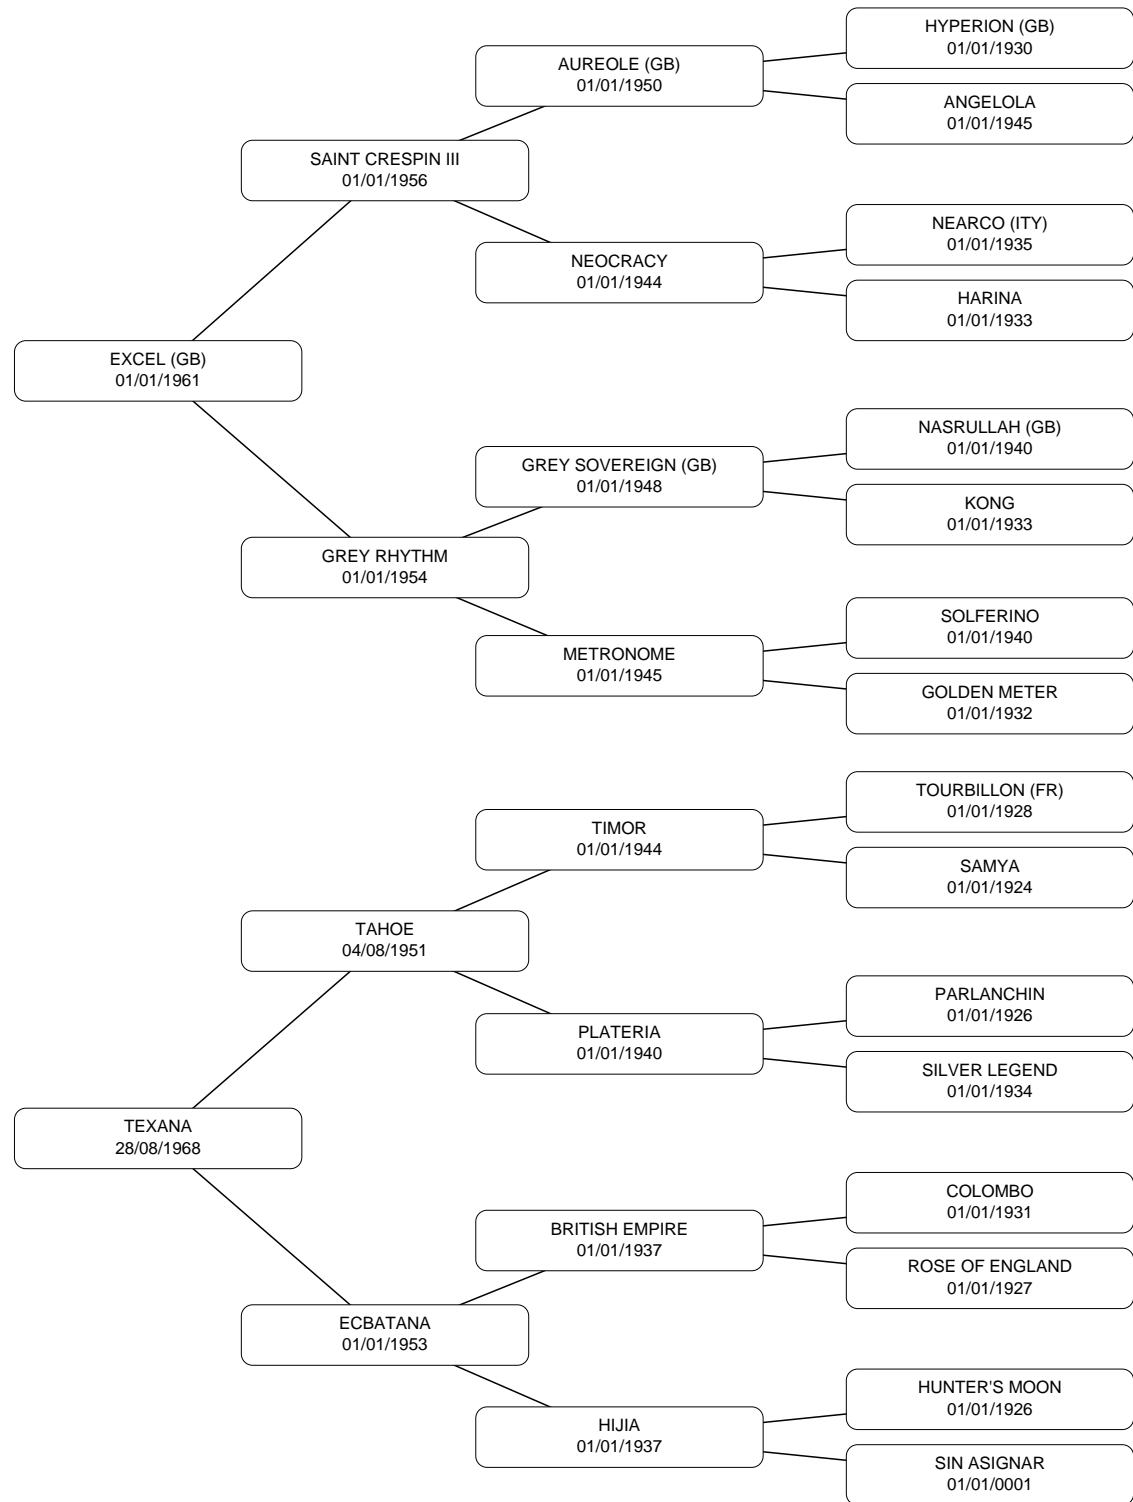 HYPERION (GB)
01/01/1930
AUREOLE (GB)
01/01/1950
ANGELOLA
01/01/1945
SAINT CRESPIN III
01/01/1956
NEARCO (ITY)
01/01/1935
NEOCRACY
01/01/1944
HARINA
01/01/1933
EXCEL (GB)
01/01/1961
NASRULLAH (GB)
01/01/1940
GREY SOVEREIGN (GB)
01/01/1948
KONG
01/01/1933
GREY RHYTHM
01/01/1954
SOLFERINO
01/01/1940
METRONOME
01/01/1945
GOLDEN METER
01/01/1932
TOURBILLON (FR)
01/01/1928
TIMOR
01/01/1944
SAMYA
01/01/1924
TAHOE
04/08/1951
PARLANCHIN
01/01/1926
PLATERIA
01/01/1940
SILVER LEGEND
01/01/1934
TEXANA
28/08/1968
COLOMBO
01/01/1931
BRITISH EMPIRE
01/01/1937
ROSE OF ENGLAND
01/01/1927
ECBATANA
01/01/1953
HUNTER'S MOON
01/01/1926
HIJIA
01/01/1937
SIN ASIGNAR
01/01/0001